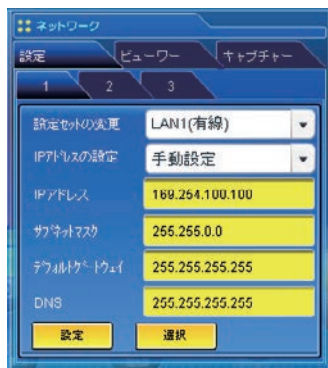 ネットワーク
設定 ビューワー キャプチャー
1 2 3
設定セットの変更 LAN1(有線)
IPアドレスの設定 手動設定
IPアドレス 169.254.100.100
サブネットマスク 255.255.0.0
デフォルトゲートウェイ 255.255.255.255
DNS 255.255.255.255
設定 選択